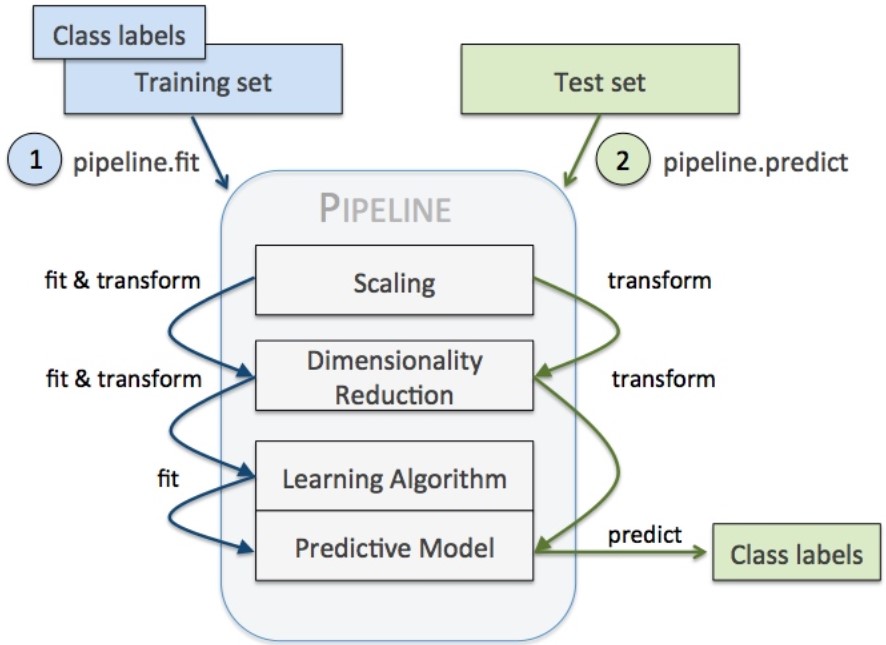 Class labels
Training set
Test set
1
pipeline.fit
2
pipeline.predict
PIPELINE
fit & transform
Scaling
transform
fit & transform
Dimensionality
Reduction
transform
fit
Learning Algorithm
Predictive Model
predict
Class labels